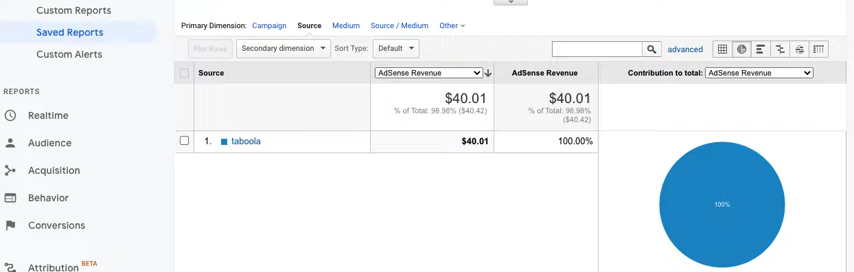 Custom Reports
Saved Reports
Custom Alerts
REPORTS
Realtime
Audience
Acquisition
Behavior
Conversions
Attribution BETA
Primary Dimension: Campaign Source Medium Source / Medium Other
Plot Rows Secondary dimension Sort Type: Default advanced
Source AdSense Revenue AdSense Revenue Contribution to total: AdSense Revenue
$40.01 $40.01
% of Total: 98.98% ($40.42) % of Total: 98.98%
($40.42)
1. taboola $40.01 100.00%
100%